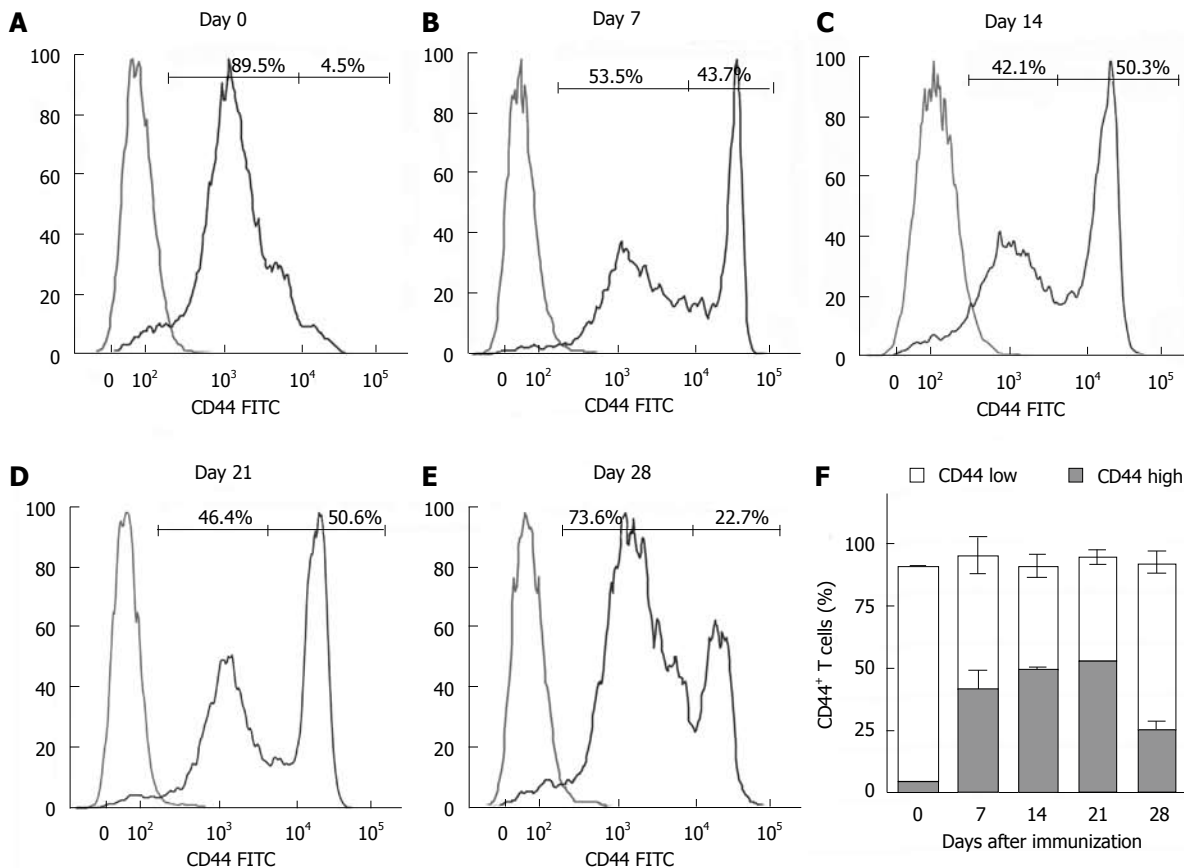 A Day 0
89.5% 4.5%
100
80
60
40
20
0
0 10² 10³ 10⁴ 10⁵
CD44 FITC
B Day 7
53.5% 43.7%
100
80
60
40
20
0
0 10² 10³ 10⁴ 10⁵
CD44 FITC
C Day 14
42.1% 50.3%
100
80
60
40
20
0
0 10² 10³ 10⁴ 10⁵
CD44 FITC
D Day 21
46.4% 50.6%
100
80
60
40
20
0
0 10² 10³ 10⁴ 10⁵
CD44 FITC
E Day 28
73.6% 22.7%
100
80
60
40
20
0
0 10² 10³ 10⁴ 10⁵
CD44 FITC
F CD44 low CD44 high
CD44⁺ T cells (%)
100
75
50
25
0
0 7 14 21 28
Days after immunization